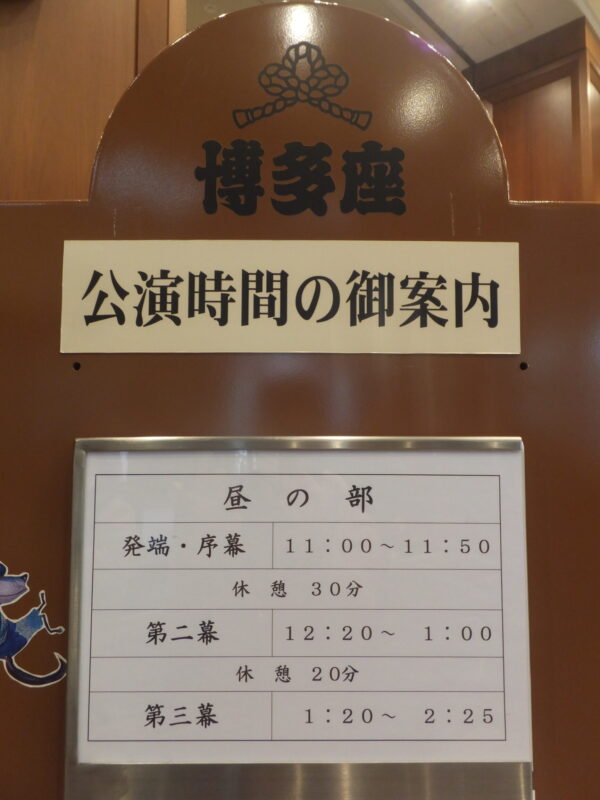 博多座
公演時間の御案内
昼の部
発端・序幕 11：00～11：50
休憩 30分
第二幕 12：20～ 1：00
休憩 20分
第三幕 1：20～ 2：25